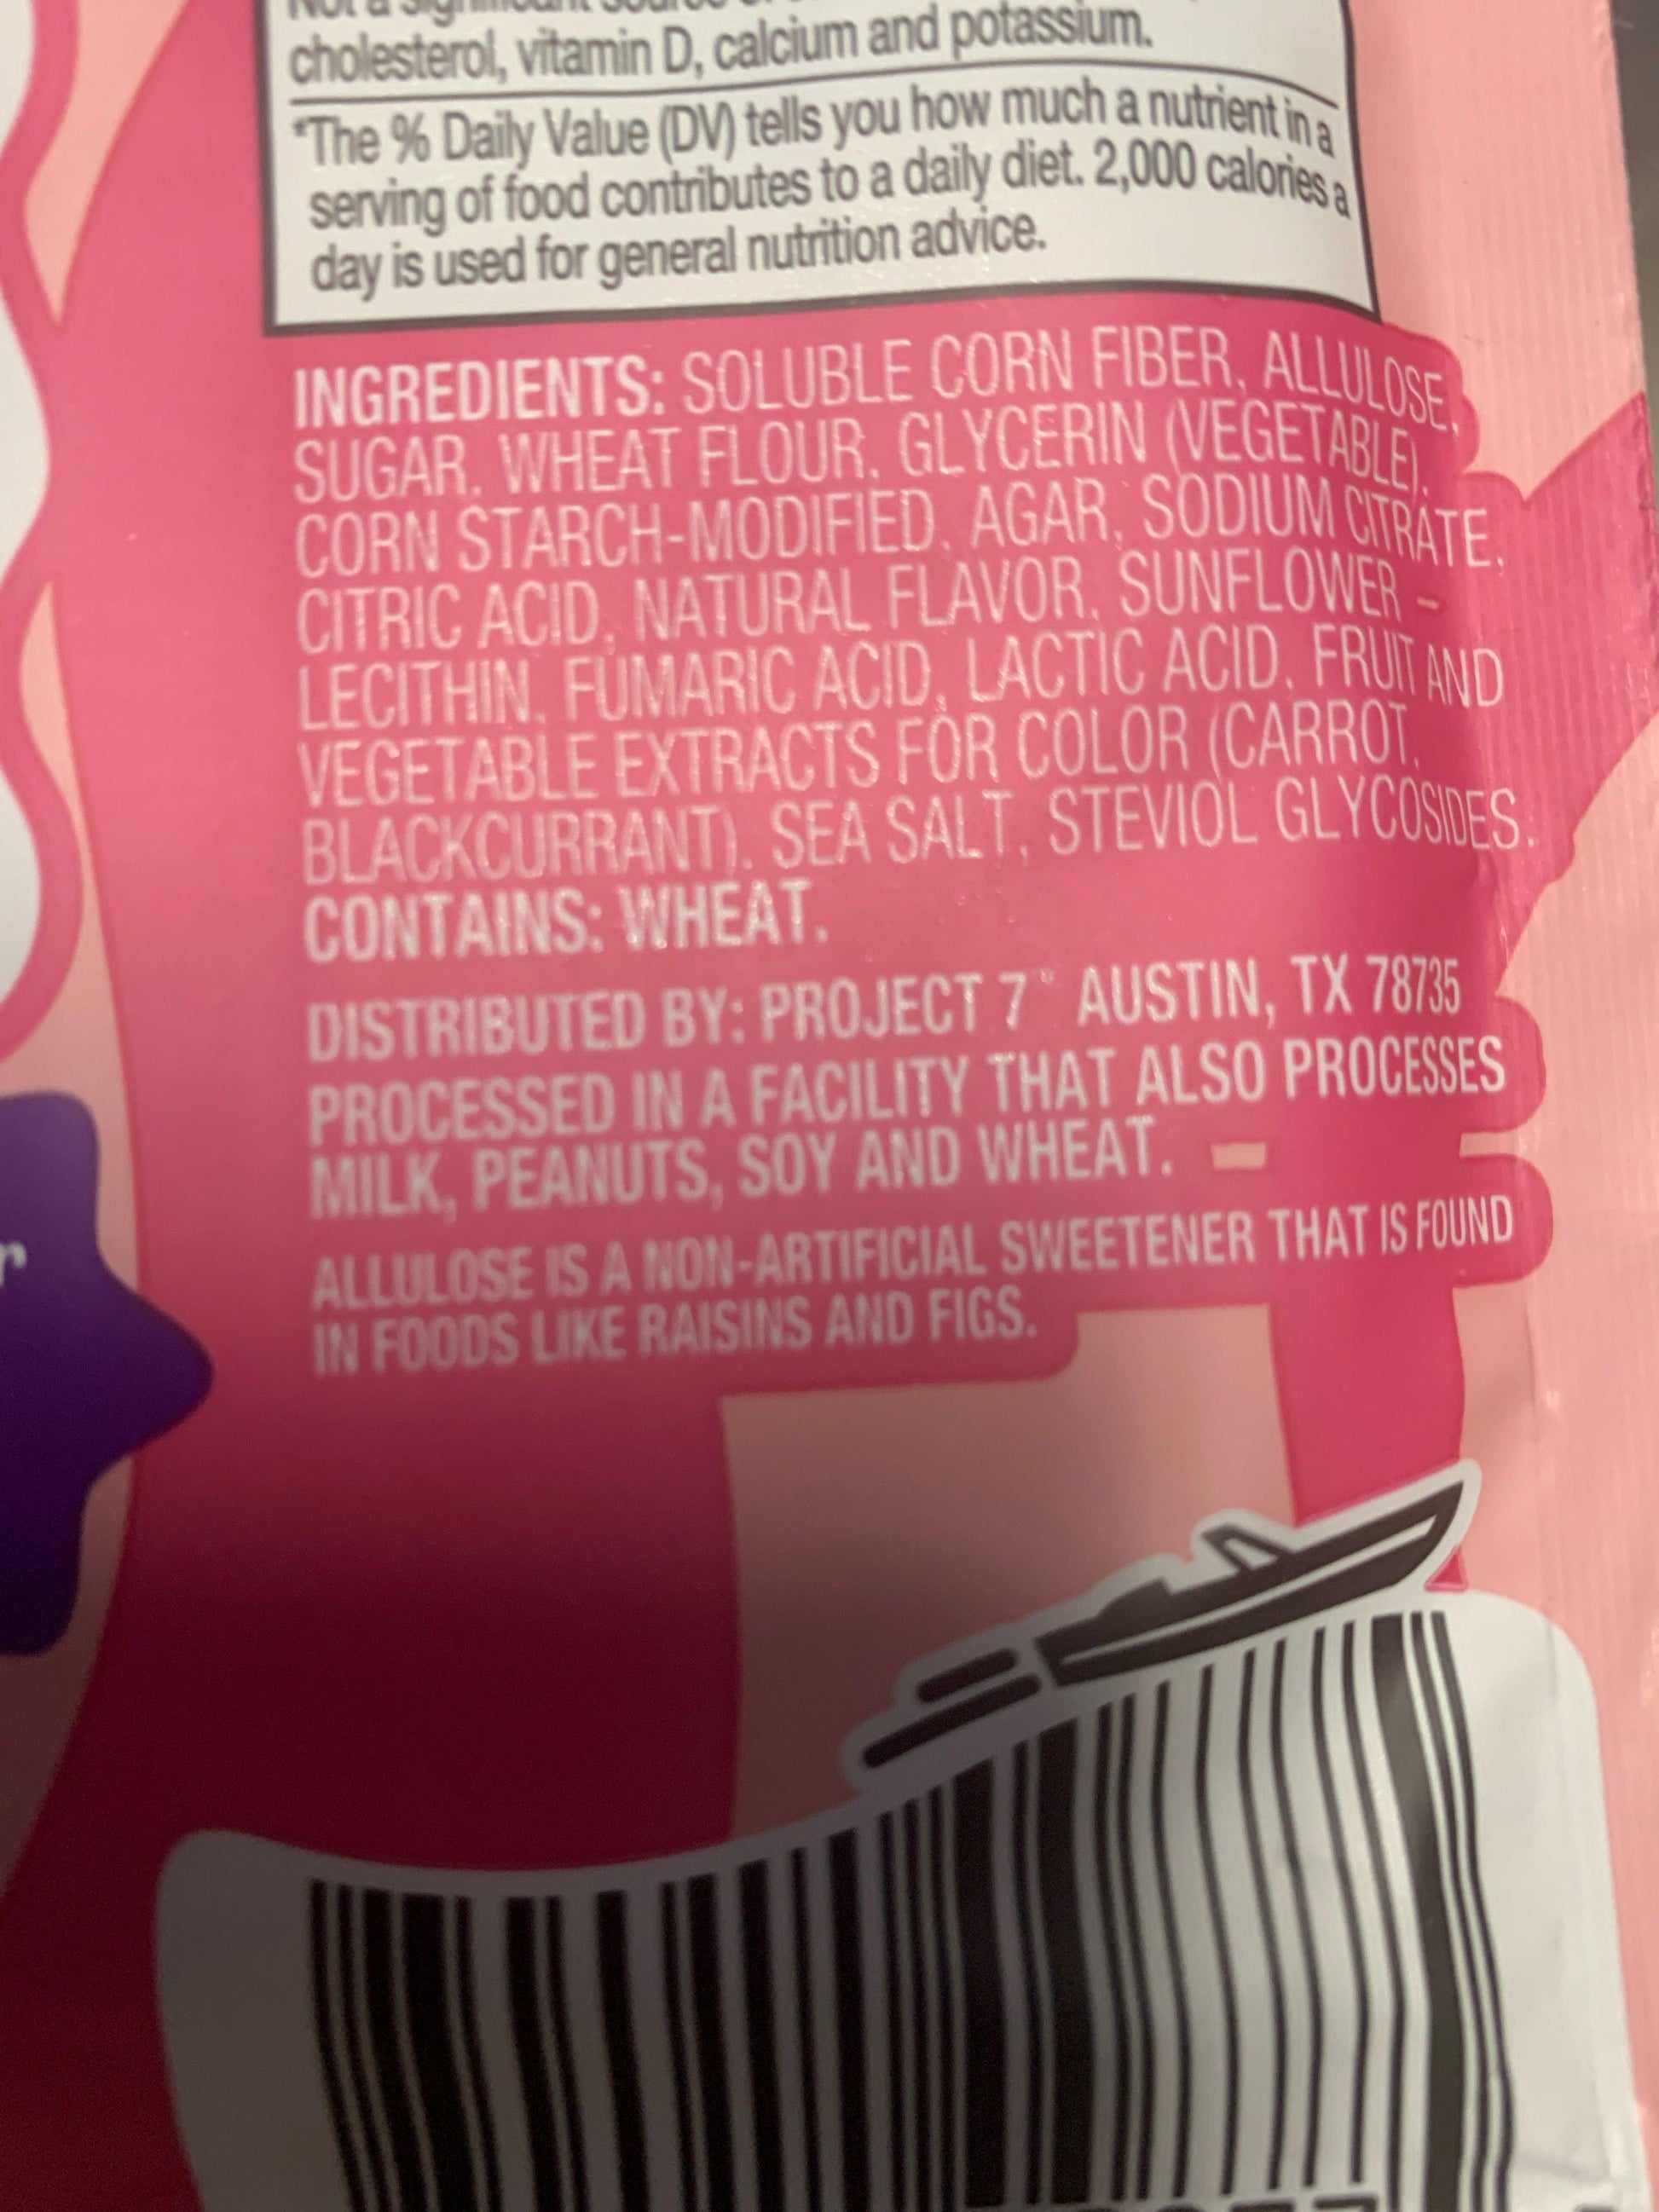 cholesterol, vitamin D, calcium and potassium.
*The % Daily Value (DV) tells you how much a nutrient in a
serving of food contributes to a daily diet. 2,000 calories a
day is used for general nutrition advice.
INGREDIENTS: SOLUBLE CORN FIBER, ALLULOSE,
SUGAR, WHEAT FLOUR, GLYCERIN (VEGETABLE),
CORN STARCH-MODIFIED, AGAR, SODIUM CITRATE,
CITRIC ACID, NATURAL FLAVOR, SUNFLOWER
LECITHIN, FUMARIC ACID, LACTIC ACID, FRUIT AND
VEGETABLE EXTRACTS FOR COLOR (CARROT,
BLACKCURRANT), SEA SALT, STEVIOL GLYCOSIDES.
CONTAINS: WHEAT.
DISTRIBUTED BY: PROJECT 7® AUSTIN, TX 78735
PROCESSED IN A FACILITY THAT ALSO PROCESSES
MILK, PEANUTS, SOY AND WHEAT.
ALLULOSE IS A NON-ARTIFICIAL SWEETENER THAT IS FOUND
IN FOODS LIKE RAISINS AND FIGS.